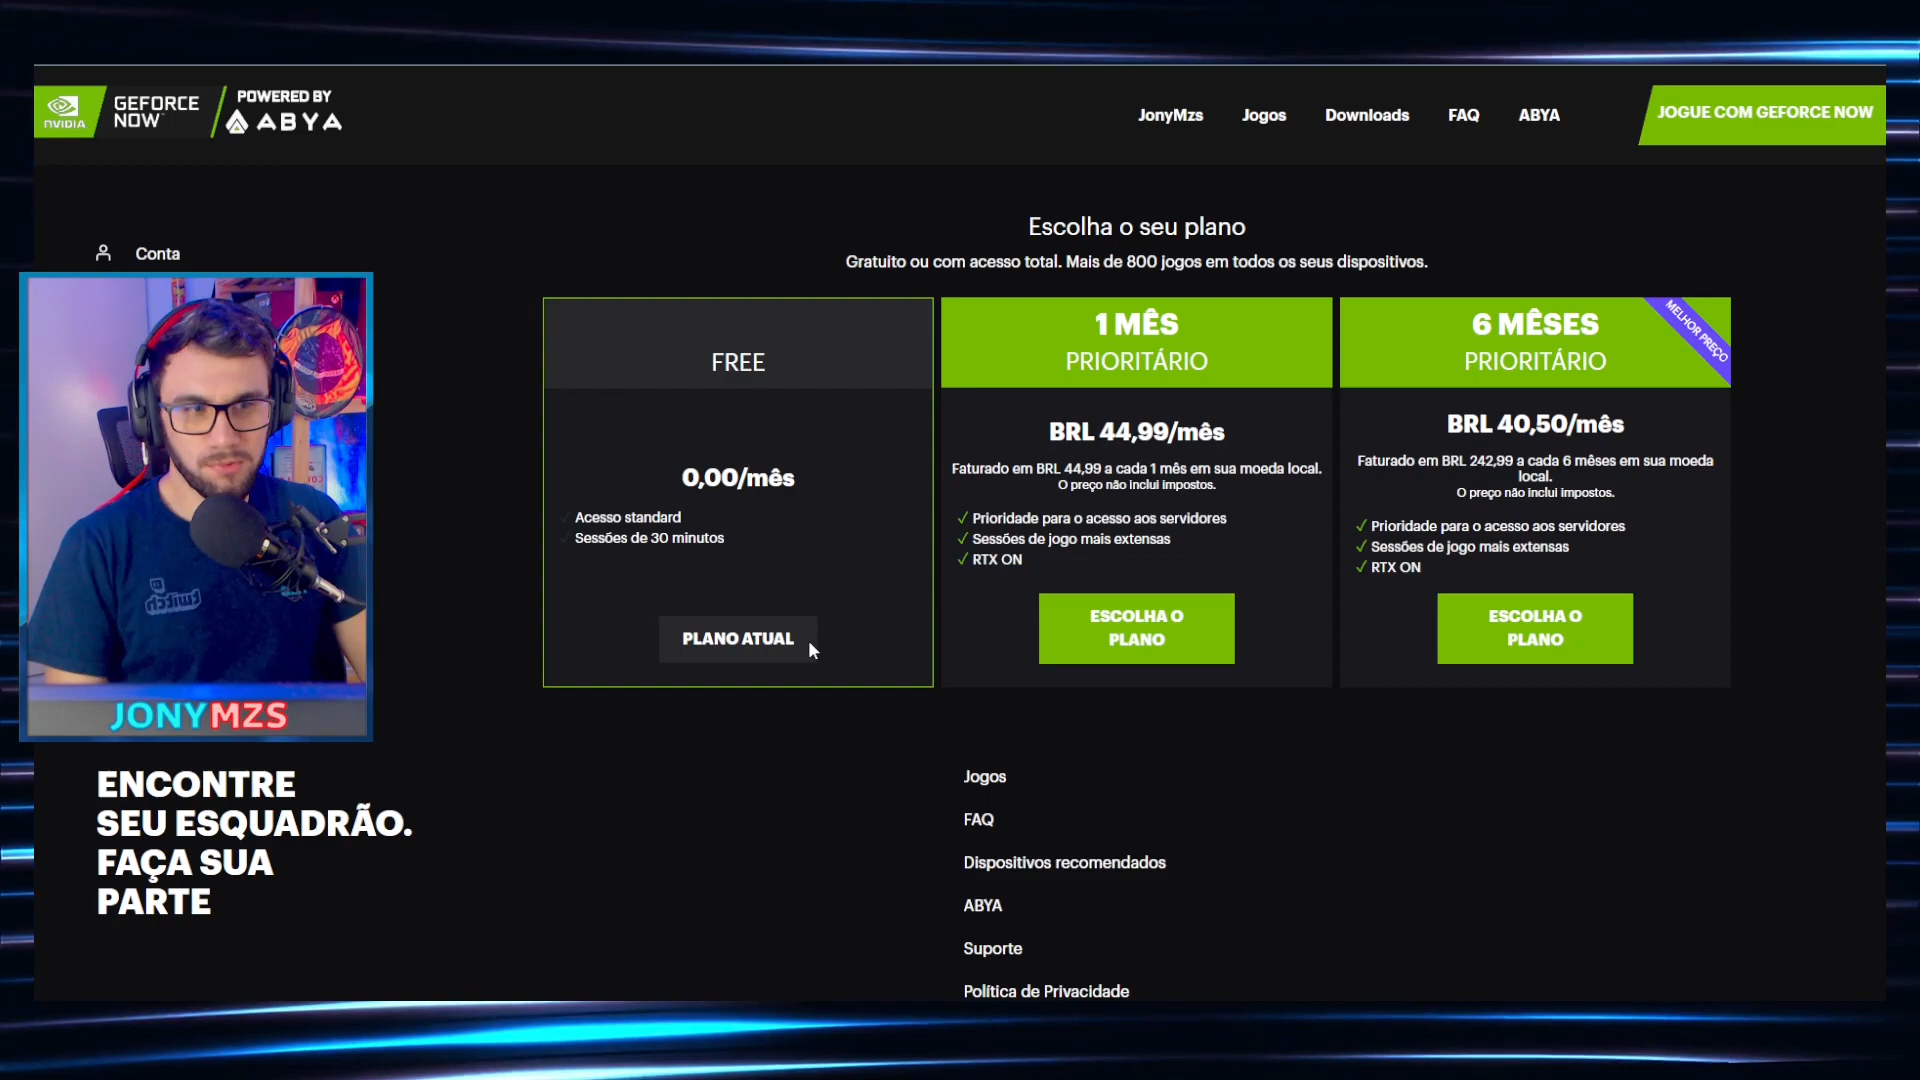 NVIDIA
GEFORCE
NOW
POWERED BY
ABYA
JonyMzs
Jogos
Downloads
FAQ
ABYA
JOGUE COM GEFORCE NOW
Conta
Escolha o seu plano
Gratuito ou com acesso total. Mais de 800 jogos em todos os seus dispositivos.
FREE
0,00/mês
✓ Acesso standard
✓ Sessões de 30 minutos
PLANO ATUAL
1 MÊS
PRIORITÁRIO
BRL 44,99/mês
Faturado em BRL 44,99 a cada 1 mês em sua moeda local.
O preço não inclui impostos.
✓ Prioridade para o acesso aos servidores
✓ Sessões de jogo mais extensas
✓ RTX ON
ESCOLHA O
PLANO
6 MÊSES
PRIORITÁRIO
MELHOR PREÇO
BRL 40,50/mês
Faturado em BRL 242,99 a cada 6 mêses em sua moeda
local.
O preço não inclui impostos.
✓ Prioridade para o acesso aos servidores
✓ Sessões de jogo mais extensas
✓ RTX ON
ESCOLHA O
PLANO
twitch
JONYMZS
ENCONTRE
SEU ESQUADRÃO.
FAÇA SUA
PARTE
Jogos
FAQ
Dispositivos recomendados
ABYA
Suporte
Política de Privacidade